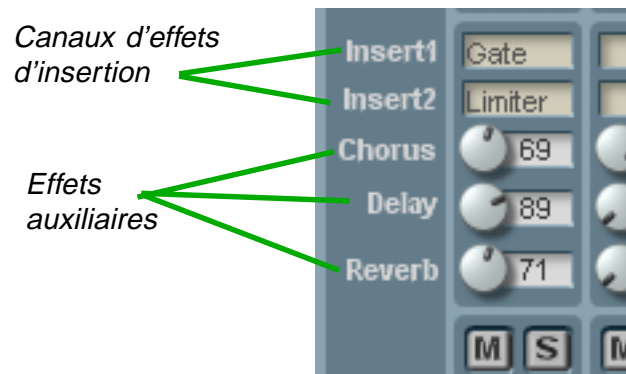 Canaux d'effets
d'insertion
Effets
auxiliaires
Insert1 Gate
Insert2 Limiter
Chorus 69
Delay 89
Reverb 71
M S M